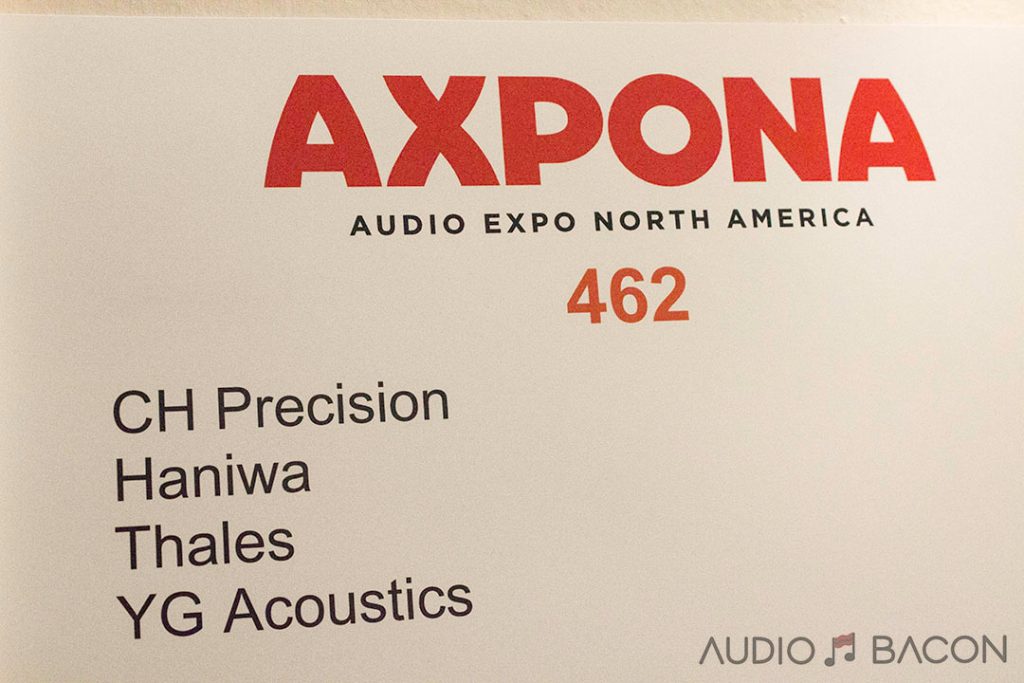 AXPONA
AUDIO EXPO NORTH AMERICA
462
CH Precision
Haniwa
Thales
YG Acoustics
AUDIO BACON